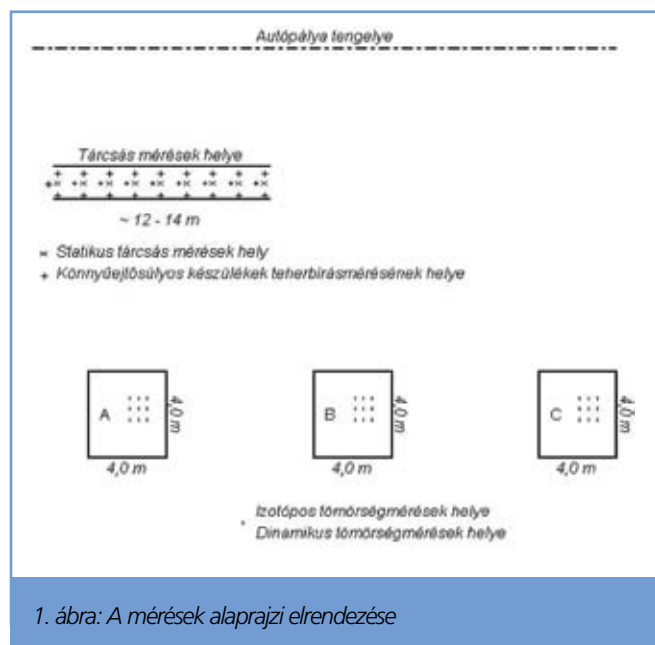 Autópálya tengelye
Tárcsás mérések helye
~ 12 - 14 m
Statikus tárcsás mérések hely
Könnyűejtősúlyos készülékek teherbírásmérésének helye
A
4,0 m
4,0 m
B
4,0 m
4,0 m
C
4,0 m
4,0 m
Izotópos tömörségmérések helye
Dinamikus tömörségmérések helye
1. ábra: A mérések alaprajzi elrendezése